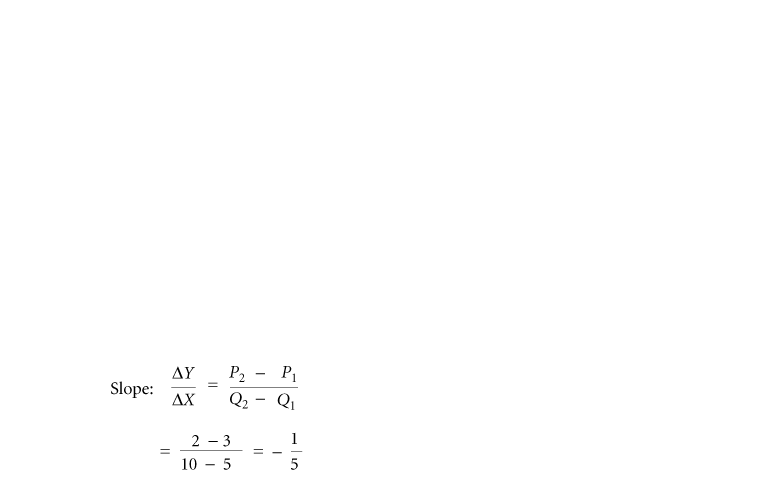 Slope: ΔY/ΔX = P₂ − P₁/Q₂ − Q₁
= 2 − 3/10 − 5 = − 1/5